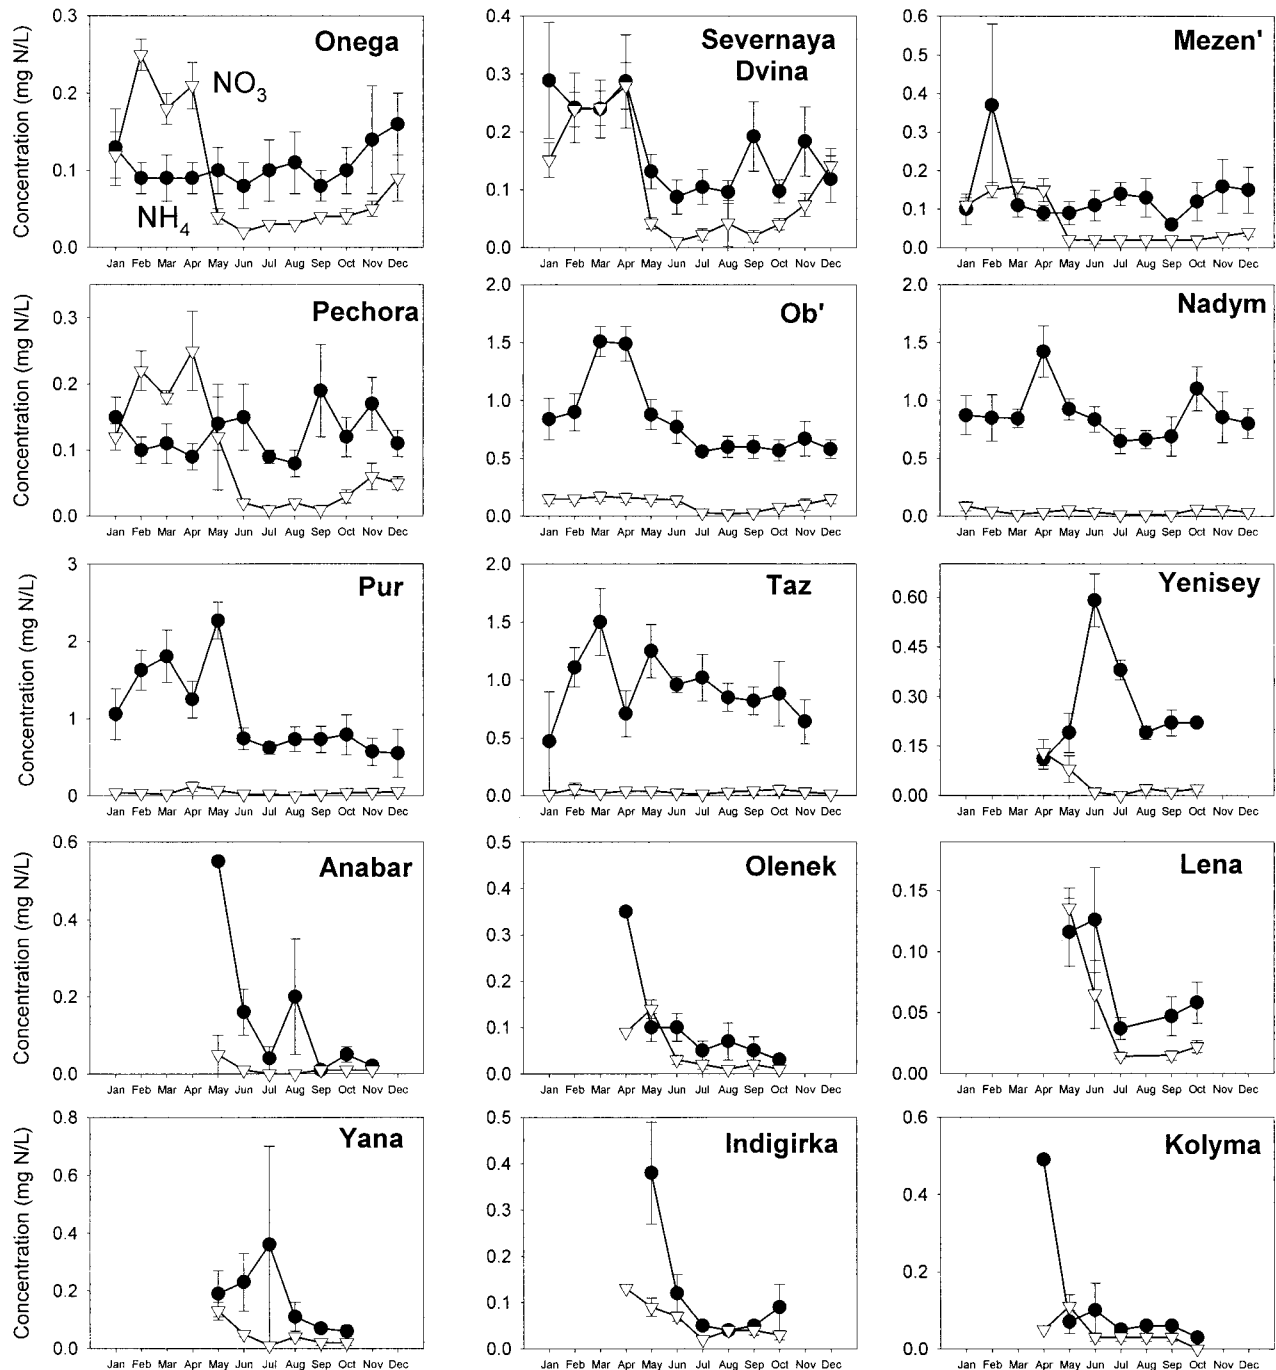 Concentration (mg N/L)
0.3
0.2
0.1
0.0
Onega
NO3
NH4
Jan Feb Mar Apr May Jun Jul Aug Sep Oct Nov Dec
0.4
0.3
0.2
0.1
0.0
Severnaya
Dvina
Jan Feb Mar Apr May Jun Jul Aug Sep Oct Nov Dec
0.6
0.5
0.4
0.3
0.2
0.1
0.0
Mezen'
Jan Feb Mar Apr May Jun Jul Aug Sep Oct Nov Dec
Concentration (mg N/L)
0.3
0.2
0.1
0.0
Pechora
Jan Feb Mar Apr May Jun Jul Aug Sep Oct Nov Dec
2.0
1.5
1.0
0.5
0.0
Ob'
Jan Feb Mar Apr May Jun Jul Aug Sep Oct Nov Dec
2.0
1.5
1.0
0.5
0.0
Nadym
Jan Feb Mar Apr May Jun Jul Aug Sep Oct Nov Dec
Concentration (mg N/L)
3
2
1
0
Pur
Jan Feb Mar Apr May Jun Jul Aug Sep Oct Nov Dec
2.0
1.5
1.0
0.5
0.0
Taz
Jan Feb Mar Apr May Jun Jul Aug Sep Oct Nov Dec
0.60
0.45
0.30
0.15
0.00
Yenisey
Jan Feb Mar Apr May Jun Jul Aug Sep Oct Nov Dec
Concentration (mg N/L)
0.6
0.4
0.2
0.0
Anabar
Jan Feb Mar Apr May Jun Jul Aug Sep Oct Nov Dec
0.5
0.4
0.3
0.2
0.1
0.0
Olenek
Jan Feb Mar Apr May Jun Jul Aug Sep Oct Nov Dec
0.15
0.10
0.05
0.00
Lena
Jan Feb Mar Apr May Jun Jul Aug Sep Oct Nov Dec
Concentration (mg N/L)
0.8
0.6
0.4
0.2
0.0
Yana
Jan Feb Mar Apr May Jun Jul Aug Sep Oct Nov Dec
0.5
0.4
0.3
0.2
0.1
0.0
Indigirka
Jan Feb Mar Apr May Jun Jul Aug Sep Oct Nov Dec
0.6
0.4
0.2
0.0
Kolyma
Jan Feb Mar Apr May Jun Jul Aug Sep Oct Nov Dec